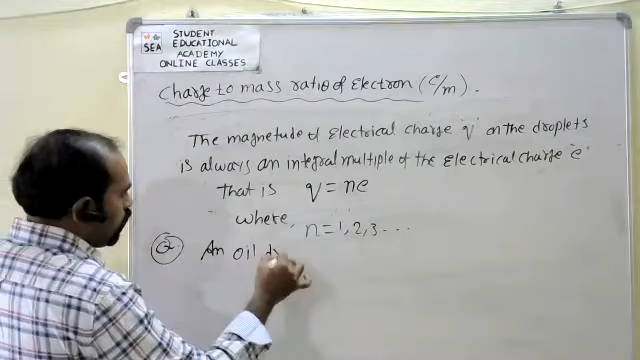 SEA
STUDENT
EDUCATIONAL
ACADEMY
ONLINE CLASSES
Charge to mass ratio of Electron (e/m).
The magnitude of Electrical charge 'q' on the droplets
is always an integral multiple of the Electrical charge 'e'
That is q = ne
where, n = 1, 2, 3 - - - -
Q An oil d